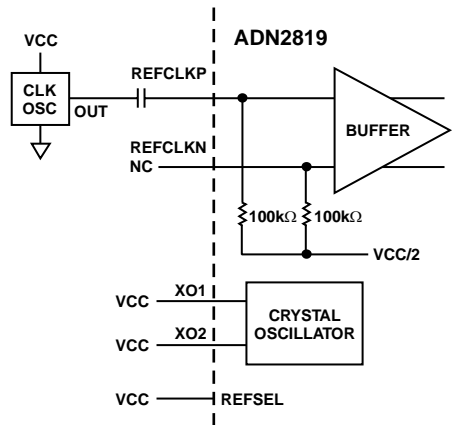 ADN2819
VCC
REFCLKP
CLK
OSC
OUT
BUFFER
REFCLKN
NC
100kΩ
100kΩ
VCC/2
VCC
XO1
CRYSTAL
OSCILLATOR
VCC
XO2
VCC
REFSEL